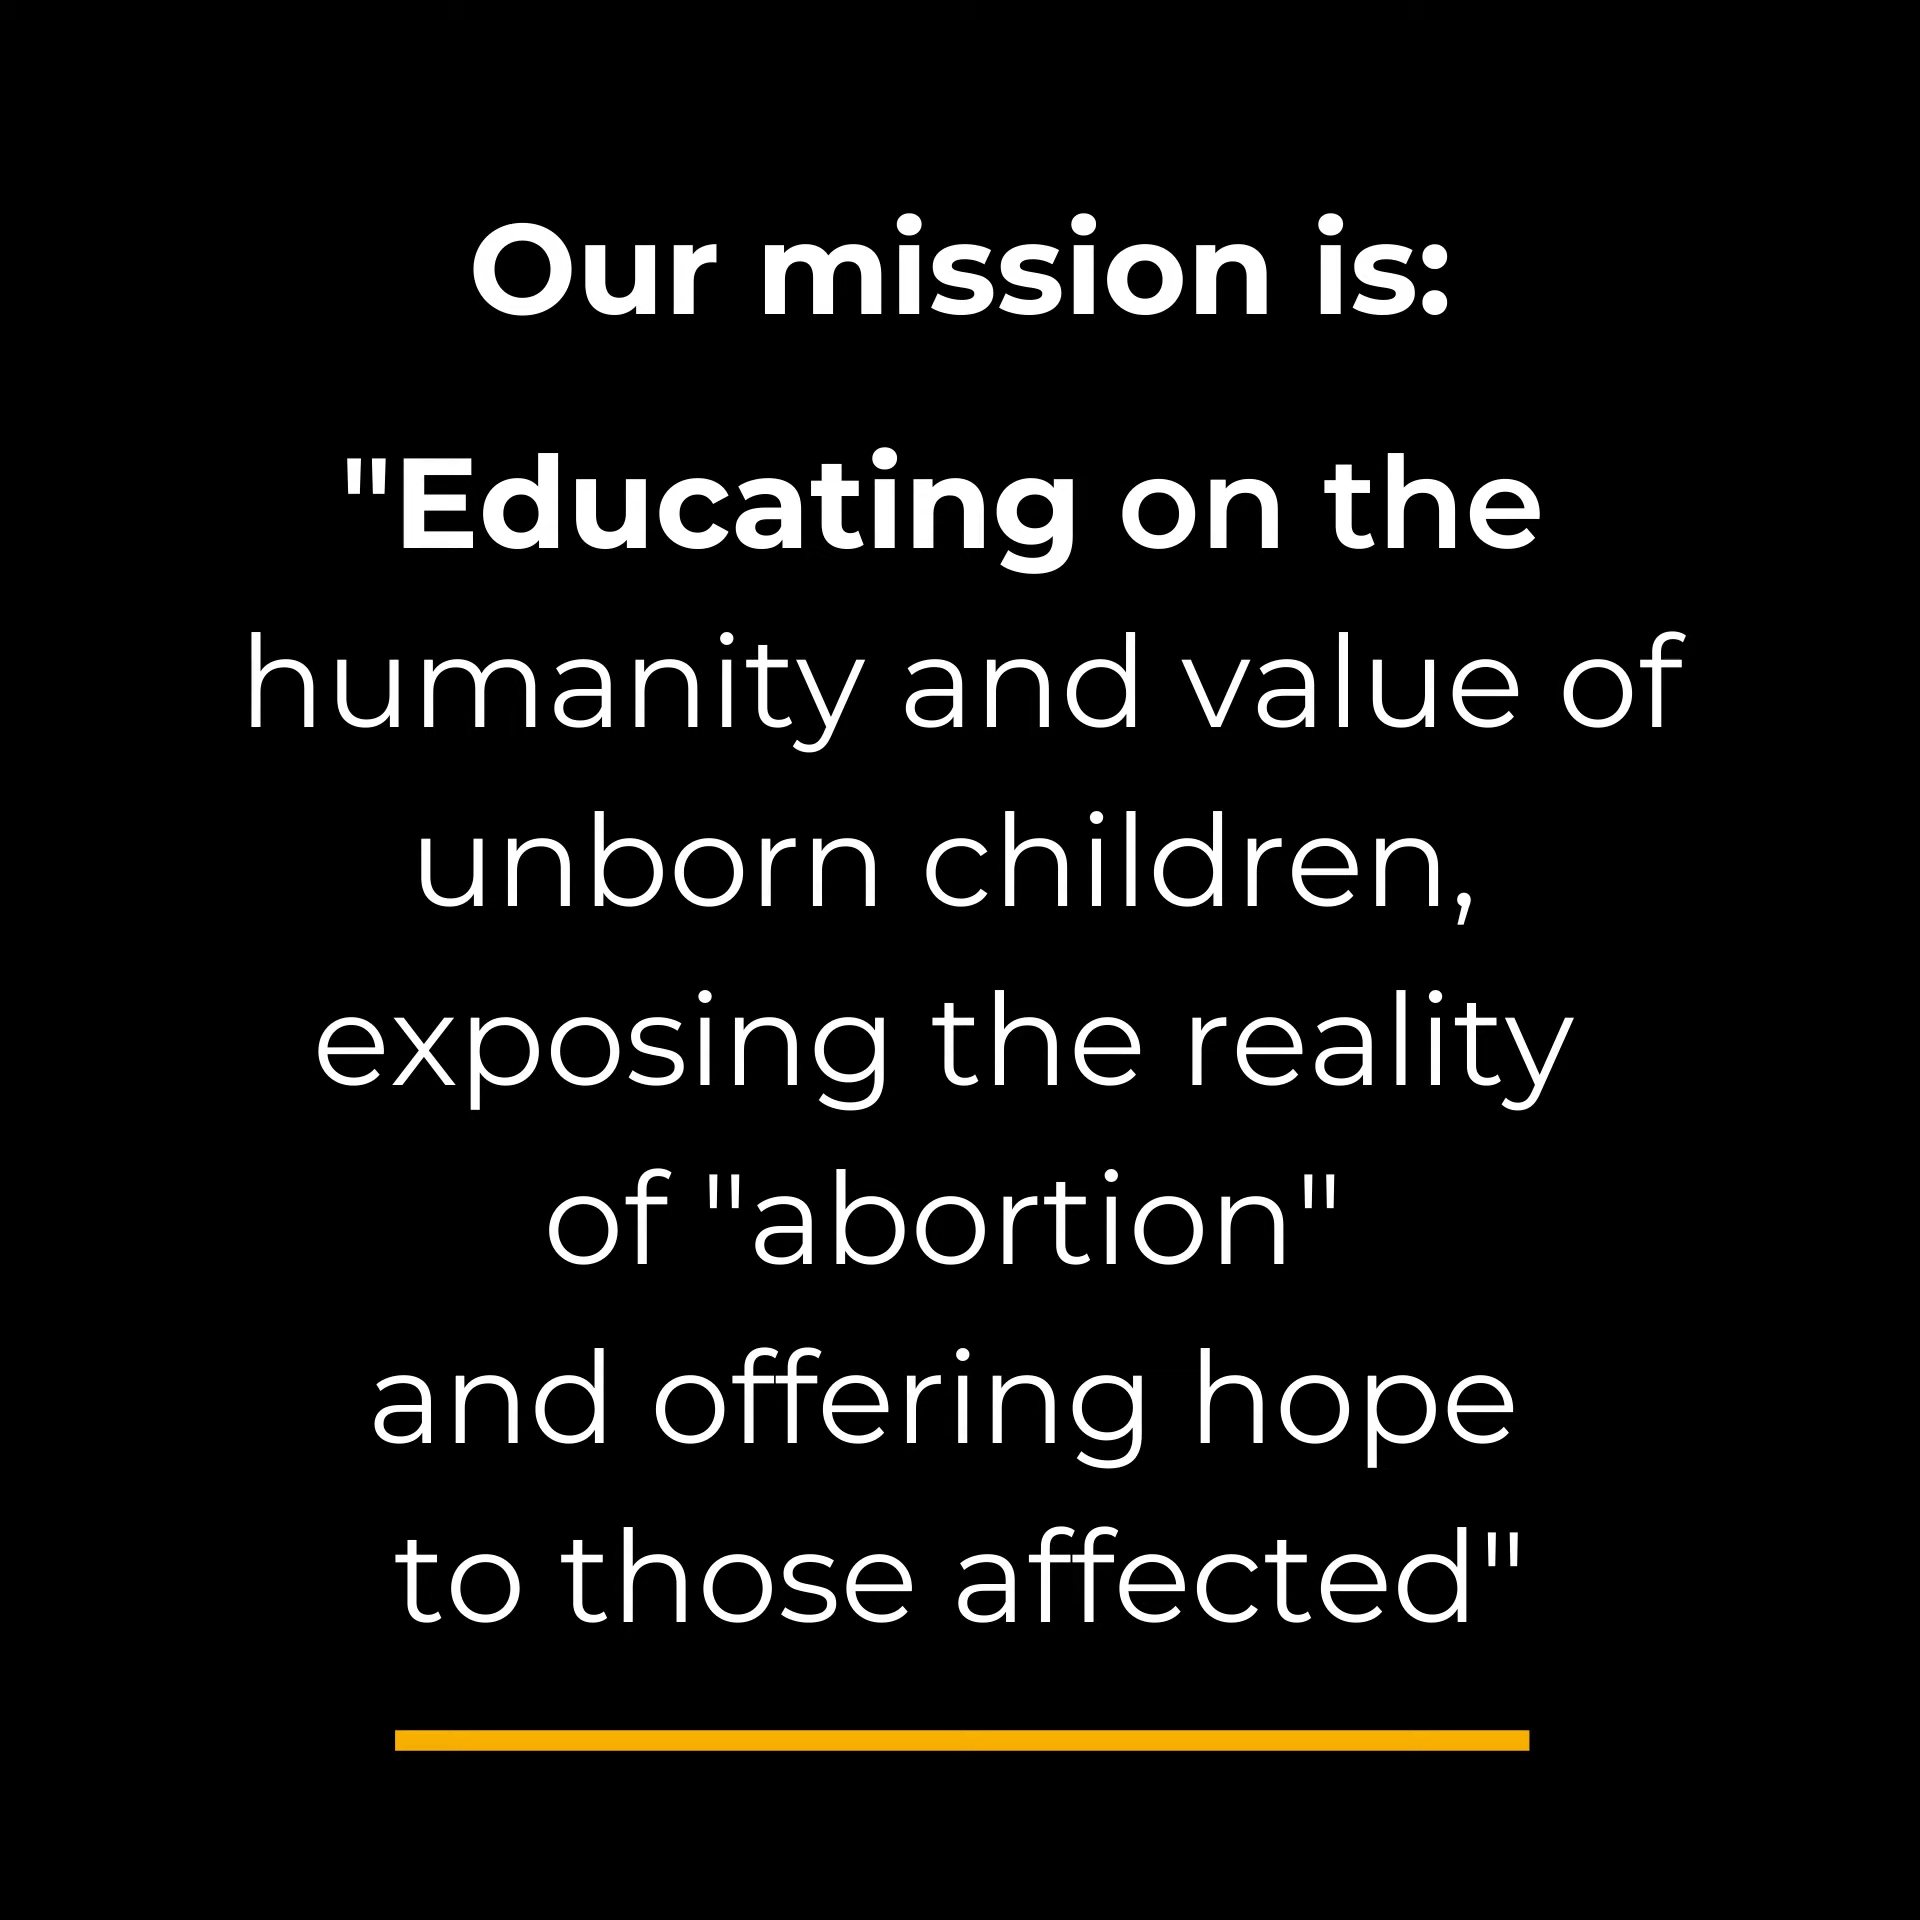 Our mission is:
"Educating on the
humanity and value of
unborn children,
exposing the reality
of "abortion"
and offering hope
to those affected"